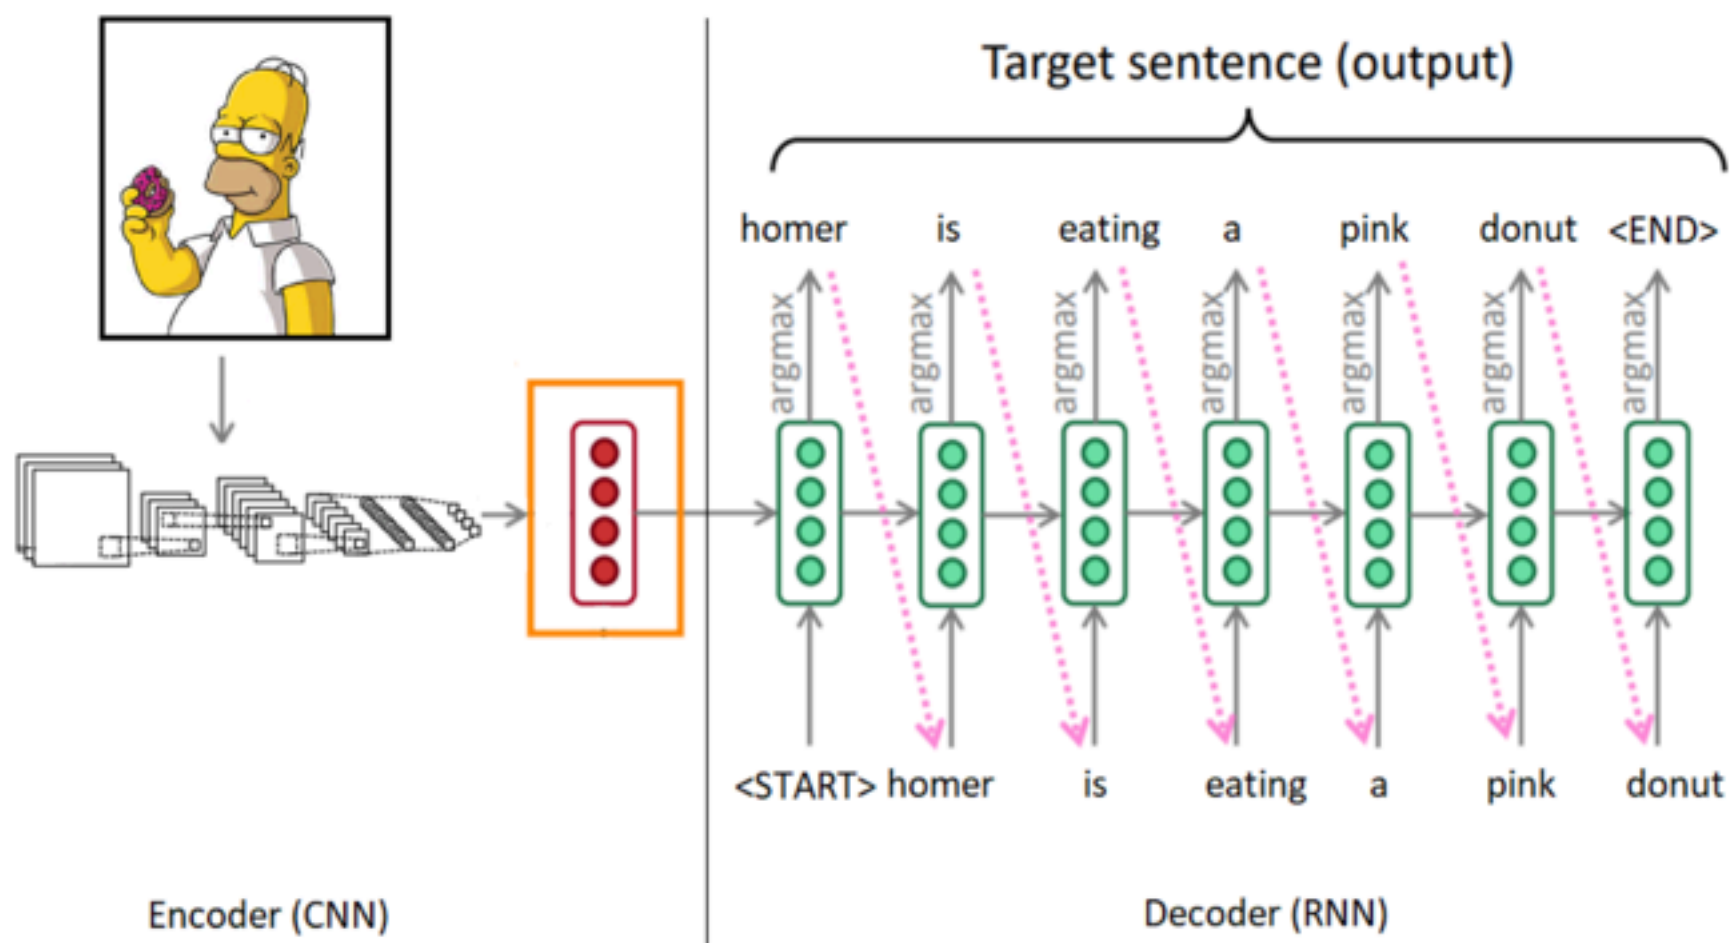 Target sentence (output)
homer is eating a pink donut <END>
argmax argmax argmax argmax argmax argmax argmax
<START> homer is eating a pink donut
Encoder (CNN)
Decoder (RNN)